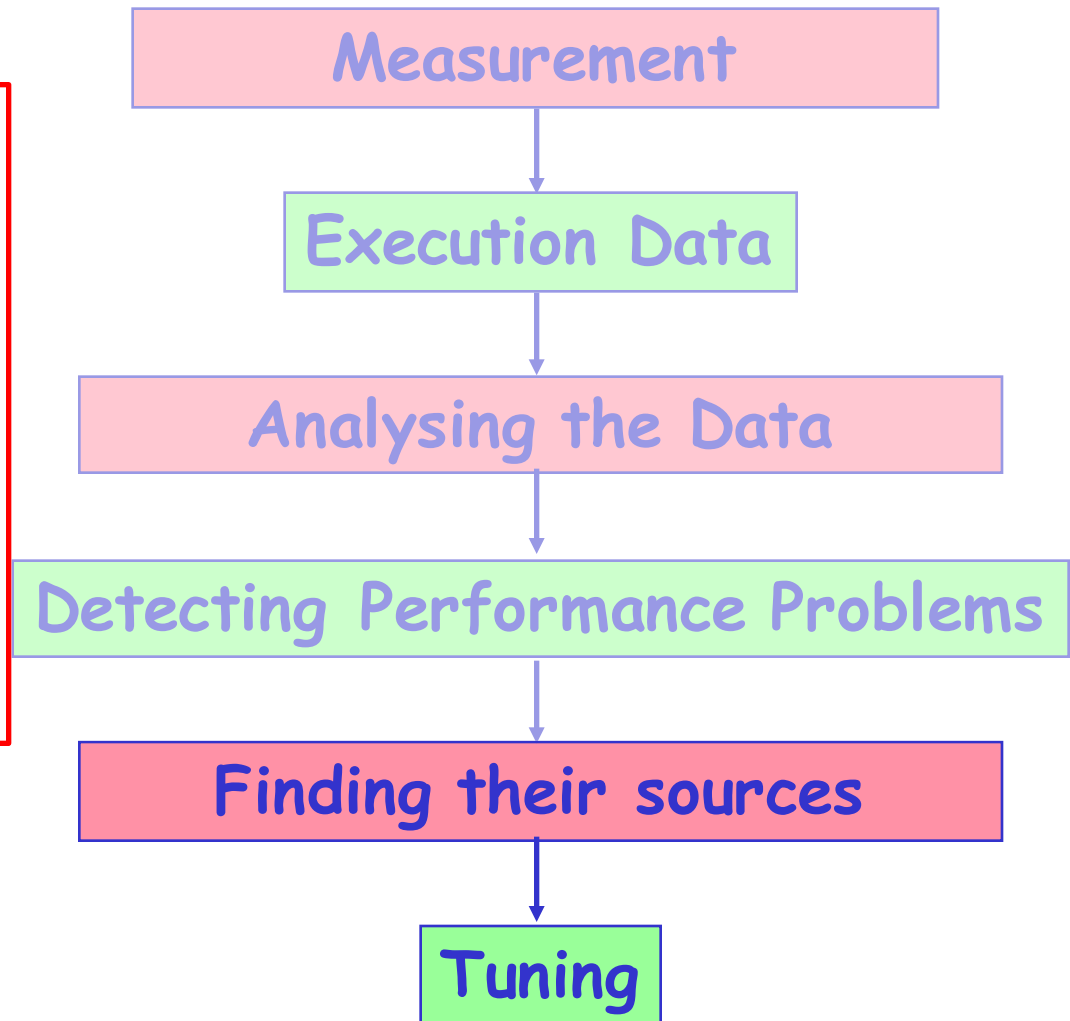 Measurement
Execution Data
Analysing the Data
Detecting Performance Problems
Finding their sources
Tuning